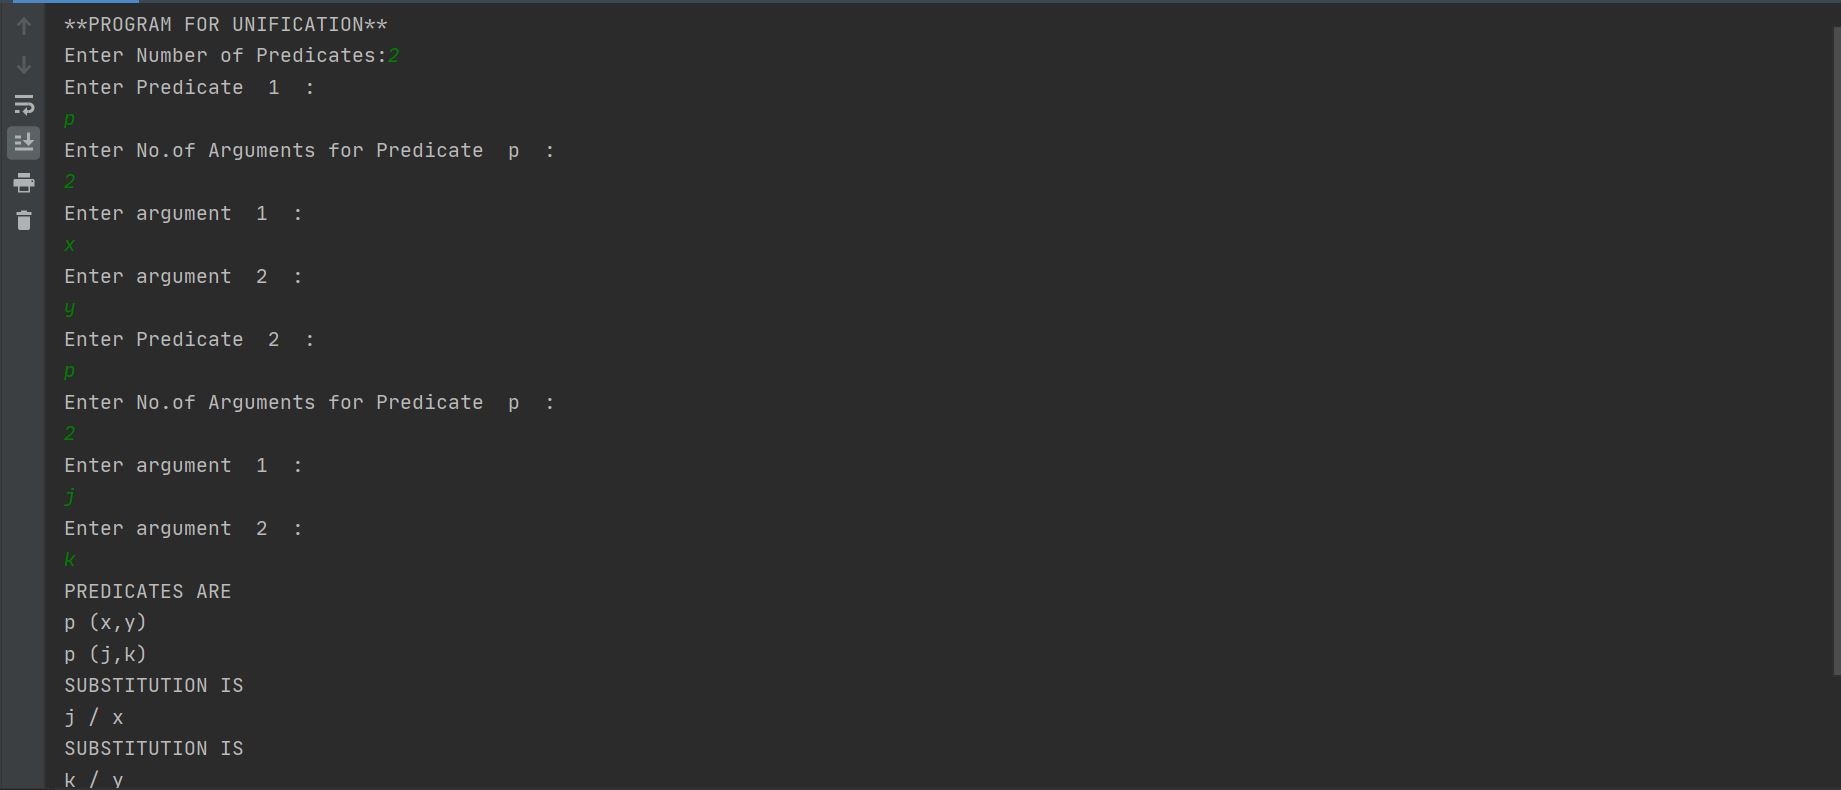 **PROGRAM FOR UNIFICATION**
Enter Number of Predicates:2
Enter Predicate  1  :
p
Enter No.of Arguments for Predicate  p  :
2
Enter argument  1  :
x
Enter argument  2  :
y
Enter Predicate  2  :
p
Enter No.of Arguments for Predicate  p  :
2
Enter argument  1  :
j
Enter argument  2  :
k
PREDICATES ARE
p (x,y)
p (j,k)
SUBSTITUTION IS
j / x
SUBSTITUTION IS
k / y